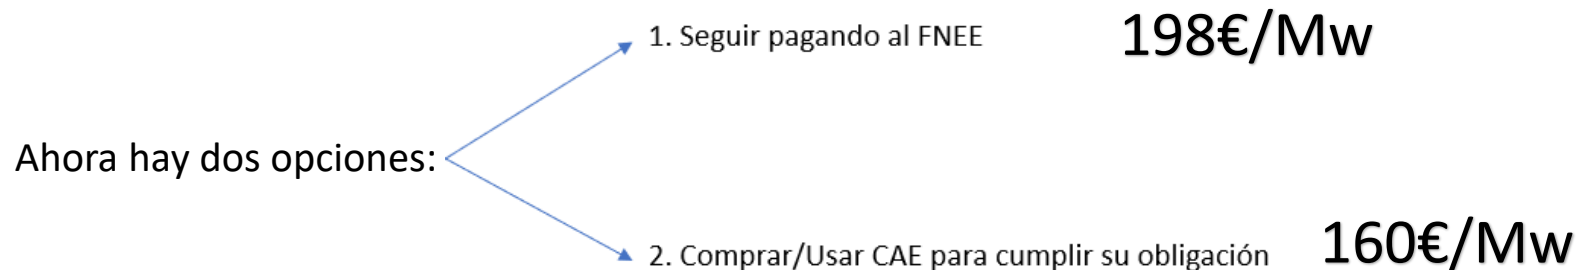 1. Seguir pagando al FNEE 198€/Mw
Ahora hay dos opciones:
2. Comprar/Usar CAE para cumplir su obligación 160€/Mw